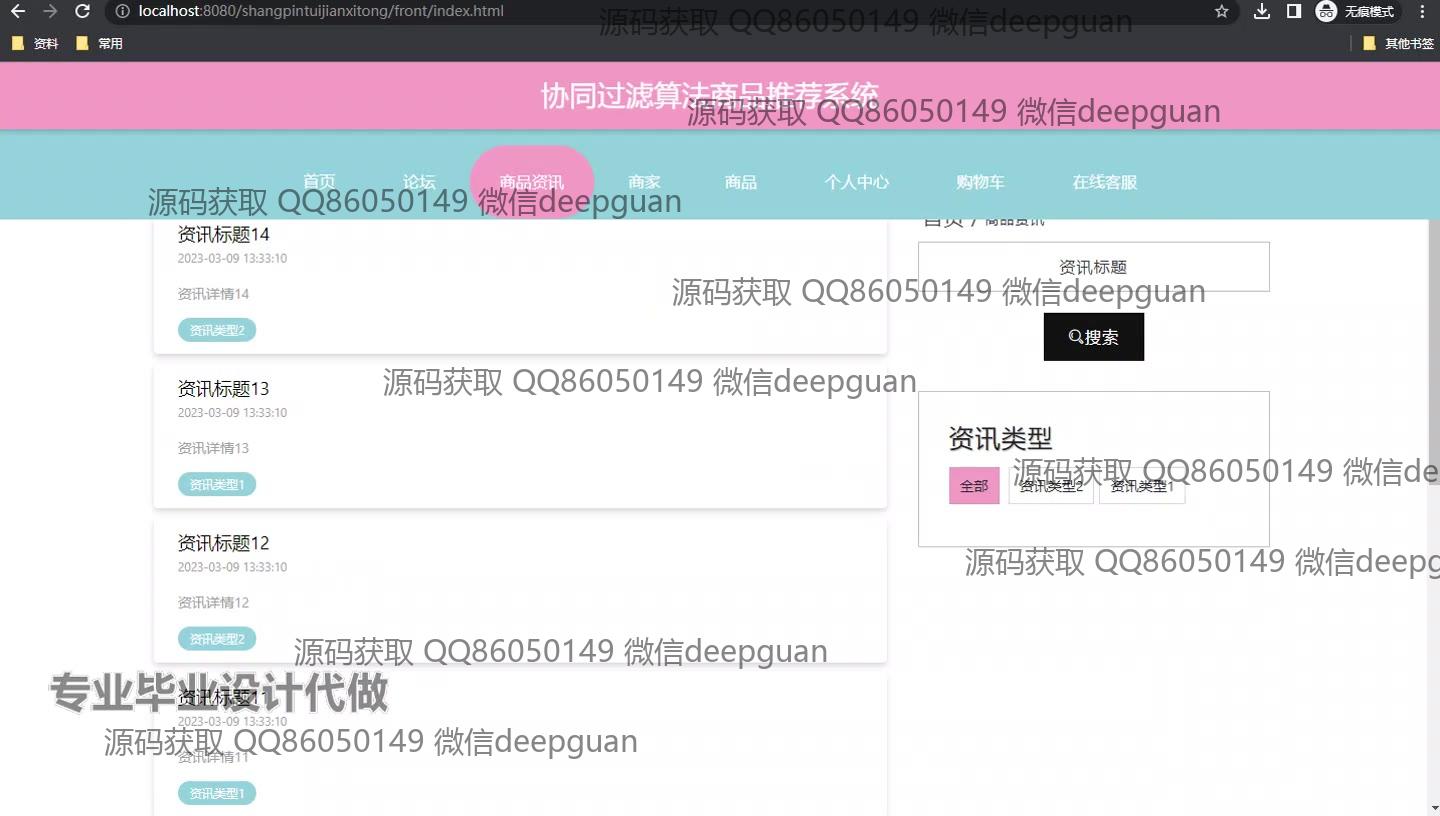 localhost:8080/shangpintuijianxitong/front/index.html
无痕模式
源码获取 QQ86050149 微信deepguan
资料 常用 其他书签
协同过滤算法商品推荐系统
源码获取 QQ86050149 微信deepguan
首页 论坛 商品资讯 商家 商品 个人中心 购物车 在线客服
源码获取 QQ86050149 微信deepguan
首页 / 商品资讯
资讯标题14
2023-03-09 13:33:10
资讯详情14
资讯类型2
资讯标题
源码获取 QQ86050149 微信deepguan
搜索
资讯标题13
2023-03-09 13:33:10
资讯详情13
资讯类型1
源码获取 QQ86050149 微信deepguan
资讯类型
全部 资讯类型2 资讯类型1
源码获取 QQ86050149 微信de
资讯标题12
2023-03-09 13:33:10
资讯详情12
资讯类型2
源码获取 QQ86050149 微信deepg
源码获取 QQ86050149 微信deepguan
专业毕业设计代做
资讯标题11
2023-03-09 13:33:10
资讯详情11
资讯类型1
源码获取 QQ86050149 微信deepguan